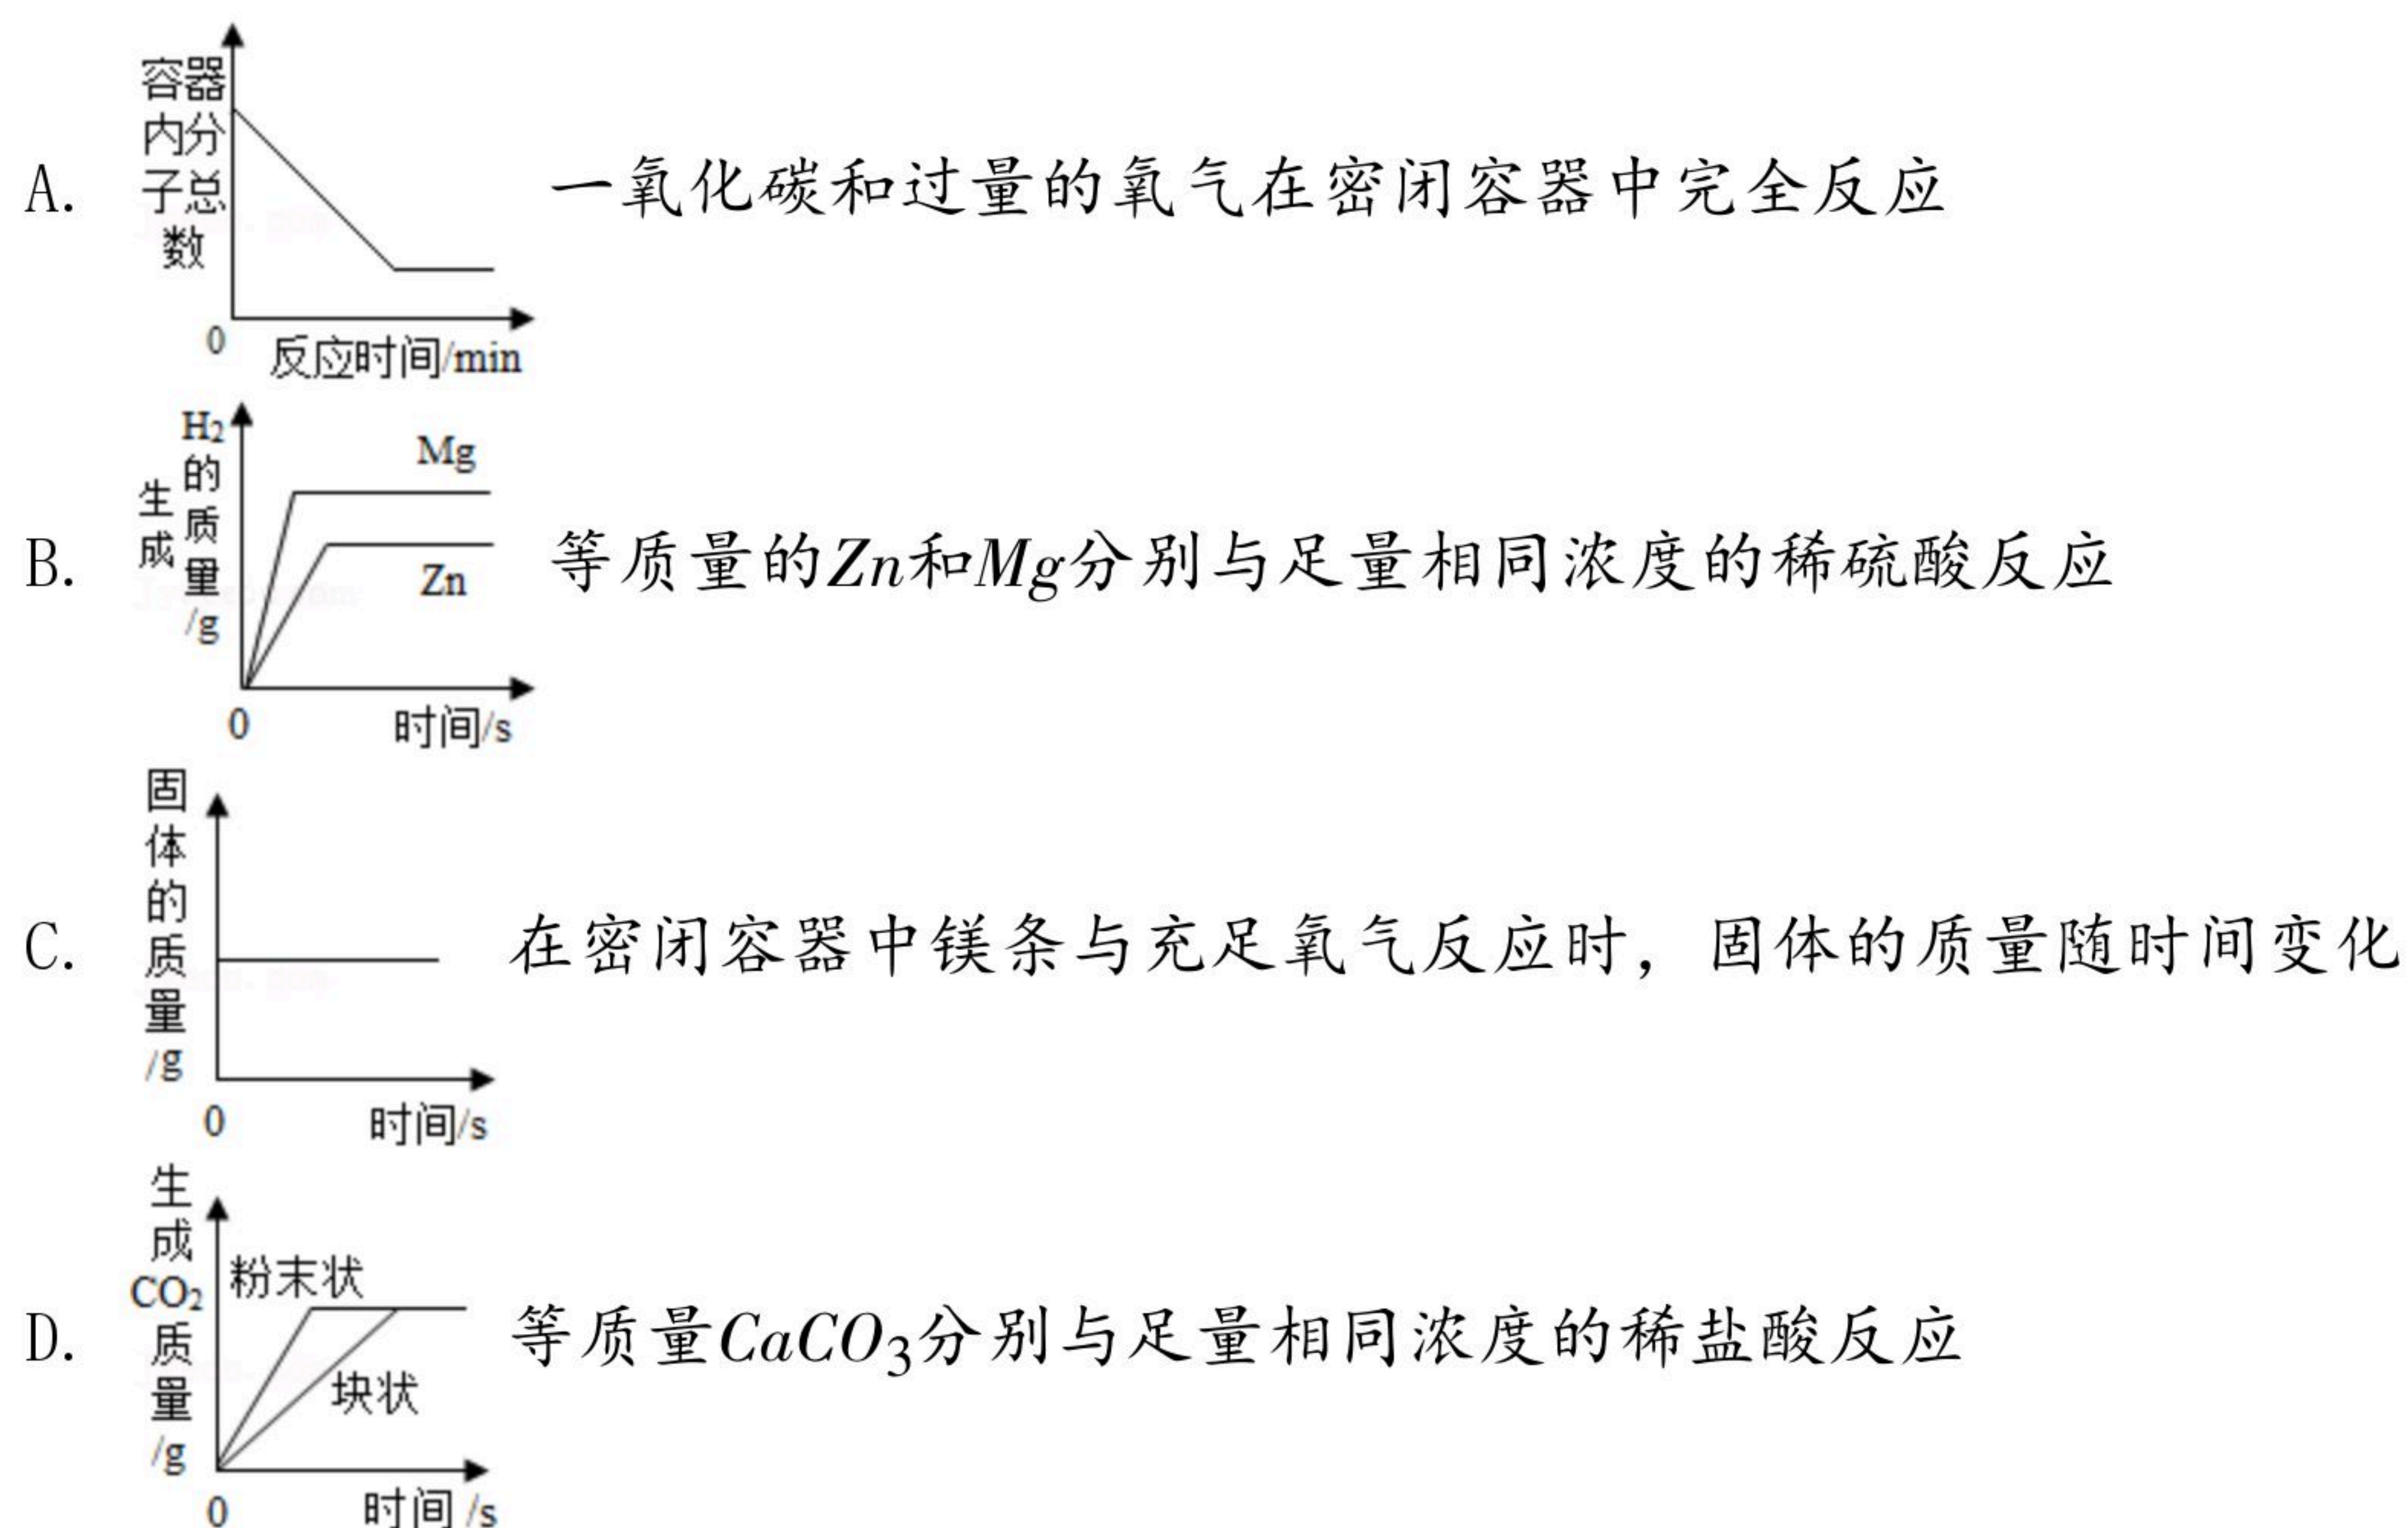 A.
容器
内分
子总
数
0
反应时间/min
一氧化碳和过量的氧气在密闭容器中完全反应
B.
生成
H₂的质量/g
Mg
Zn
0
时间/s
等质量的Zn和Mg分别与足量相同浓度的稀硫酸反应
C.
固体的质量/g
0
时间/s
在密闭容器中镁条与充足氧气反应时，固体的质量随时间变化
D.
生成CO₂质量/g
粉末状
块状
0
时间/s
等质量CaCO₃分别与足量相同浓度的稀盐酸反应